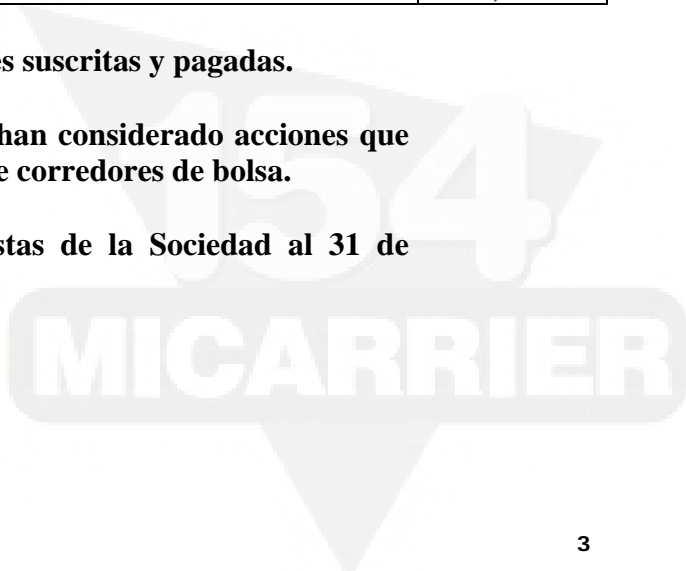 es suscritas y pagadas.
han considerado acciones que
e corredores de bolsa.
stas de la Sociedad al 31 de
154
MICARRIER
3